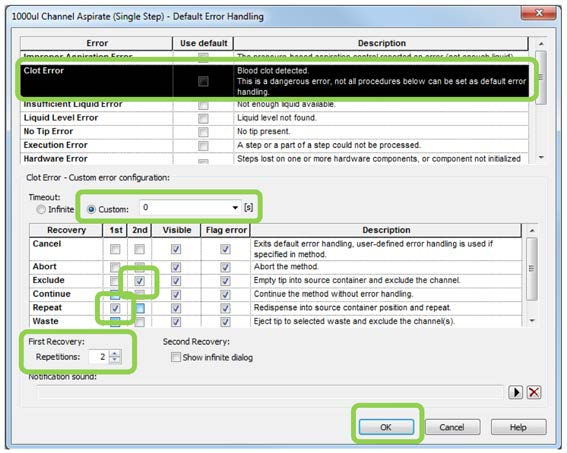 1000ul Channel Aspirate (Single Step) - Default Error Handling
Error Use default Description
Improper Aspiration Error The pressure-based aspiration control reported an error (not enough liquid)
Clot Error Blood clot detected.
This is a dangerous error, not all procedures below can be set as default error
handling.
Insufficient Liquid Error Not enough liquid available.
Liquid Level Error Liquid level not found.
No Tip Error No tip present.
Execution Error A step or a part of a step could not be processed.
Hardware Error Steps lost on one or more hardware components, or component not initialized
Clot Error - Custom error configuration:
Timeout:
Infinite Custom: 0 [s]
Recovery 1st 2nd Visible Flag error Description
Cancel Exits default error handling, user-defined error handling is used if
specified in method.
Abort Abort the method.
Exclude Empty tip into source container and exclude the channel.
Continue Continue the method without error handling.
Repeat Redispense into source container position and repeat.
Waste Eject tip to selected waste and exclude the channel(s).
First Recovery: Second Recovery:
Repetitions: 2 Show infinite dialog
Notification sound:
OK Cancel Help